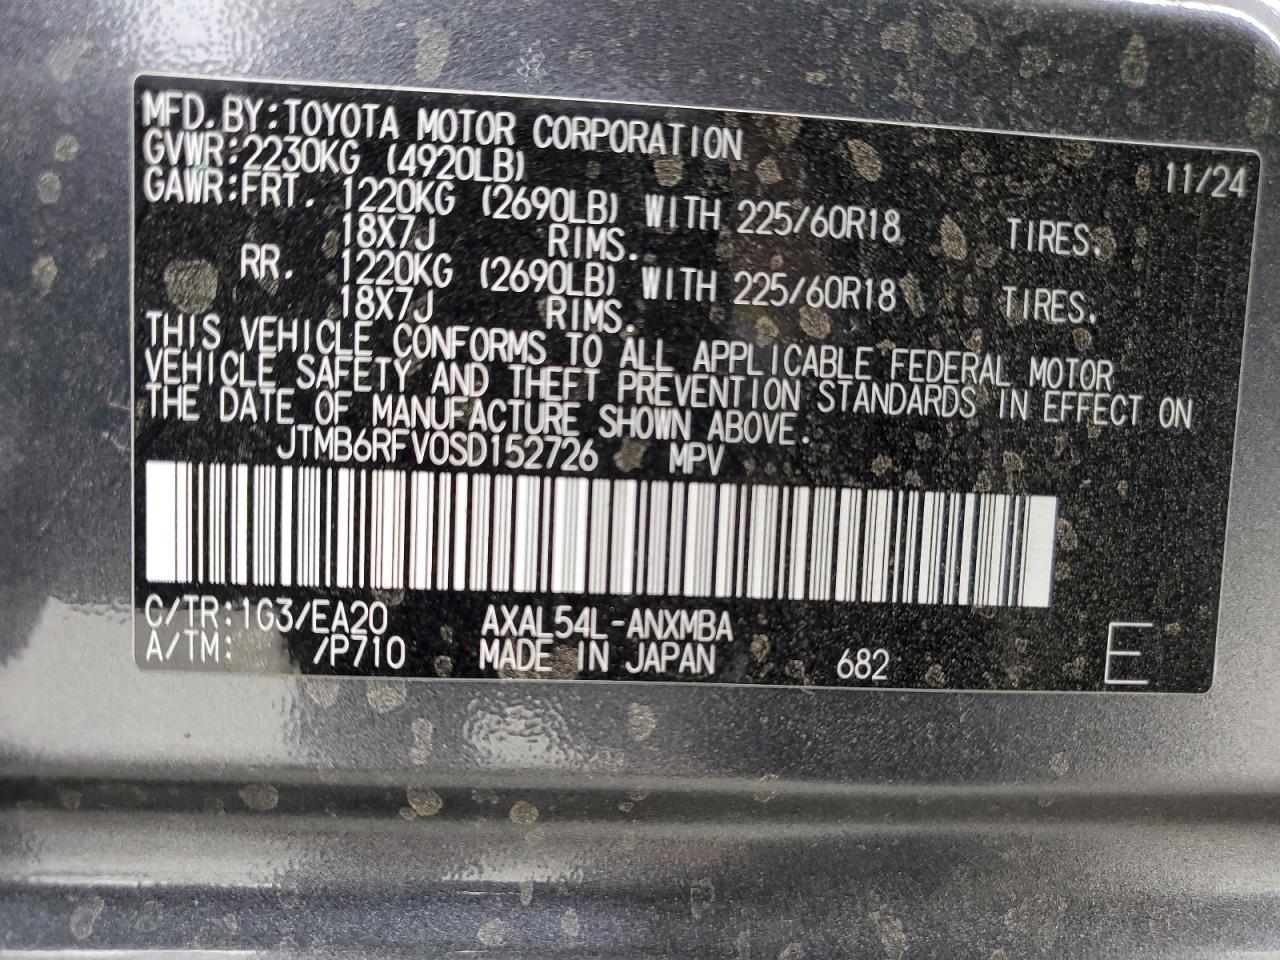 MFD.BY:TOYOTA MOTOR CORPORATION 11/24
GVWR:2230KG (4920LB)
GAWR:FRT. 1220KG (2690LB) WITH 225/60R18 TIRES.
18X7J RIMS.
RR. 1220KG (2690LB) WITH 225/60R18 TIRES.
18X7J RIMS.
THIS VEHICLE CONFORMS TO ALL APPLICABLE FEDERAL MOTOR
VEHICLE SAFETY AND THEFT PREVENTION STANDARDS IN EFFECT ON
THE DATE OF MANUFACTURE SHOWN ABOVE.
JTMB6RFV0SD152726 MPV
C/TR:1G3/EA20 AXAL54L-ANXMBA
A/TM: /P710 MADE IN JAPAN 682 E